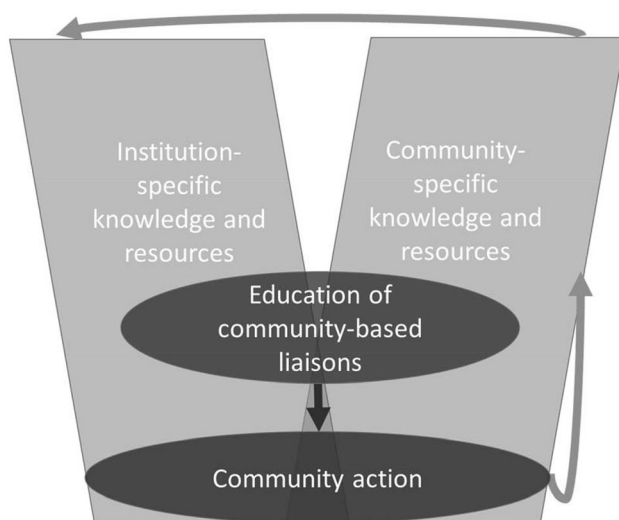 Institution-
specific
knowledge and
resources
Community-
specific
knowledge and
resources
Education of
community-based
liaisons
Community action